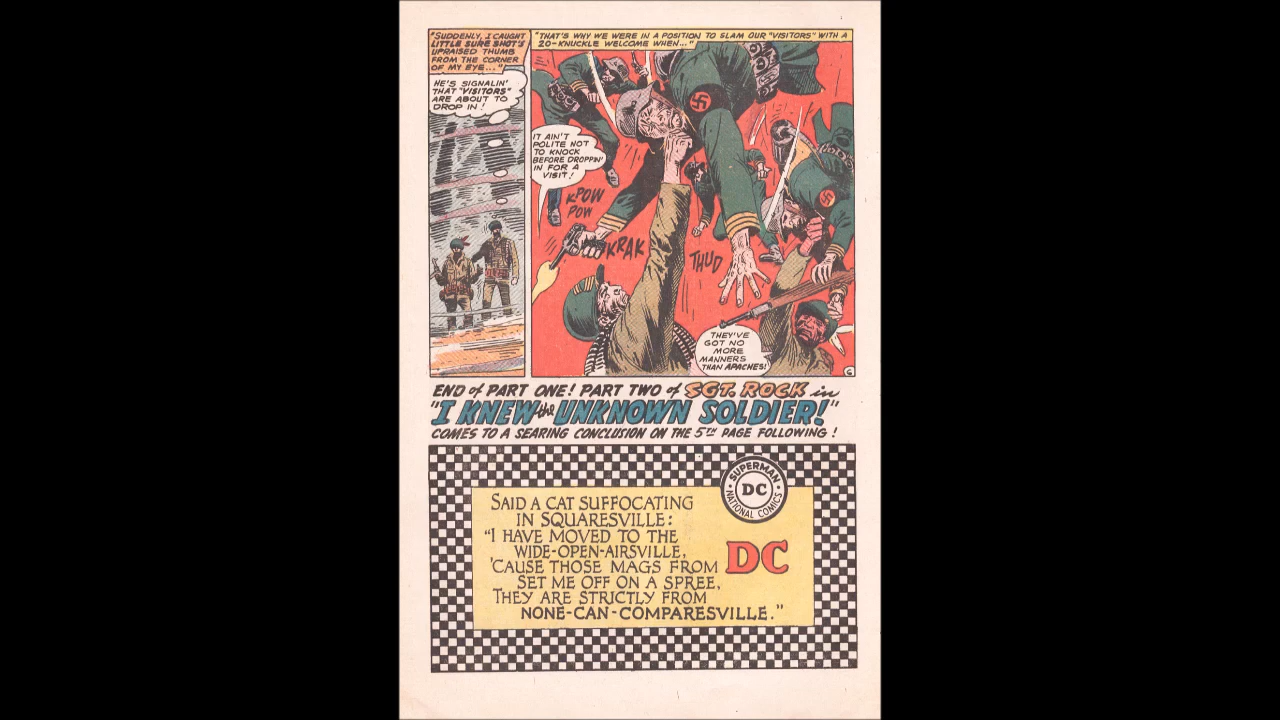 "SUDDENLY, I CAUGHT
LITTLE SURE SHOT'S
UPRAISED THUMB
FROM THE CORNER
OF MY EYE..."
HE'S SIGNALIN'
THAT "VISITORS"
ARE ABOUT TO
DROP IN!
"THAT'S WHY WE WERE IN A POSITION TO SLAM OUR "VISITORS" WITH A
20-KNUCKLE WELCOME WHEN..."
IT AIN'T
POLITE NOT
TO KNOCK
BEFORE DROPPIN'
IN FOR A
VISIT!
KPOW
POW
KRAK
THUD
THEY'VE
GOT NO
MORE
MANNERS
THAN APACHES!
6
END of PART ONE! PART TWO of SGT. ROCK in
"I KNEW the UNKNOWN SOLDIER!"
COMES TO A SEARING CONCLUSION ON THE 5TH PAGE FOLLOWING!
SUPERMAN
DC
NATIONAL COMICS
SAID A CAT SUFFOCATING
IN SQUARESVILLE:
"I HAVE MOVED TO THE
WIDE-OPEN-AIRSVILLE,
'CAUSE THOSE MAGS FROM DC
SET ME OFF ON A SPREE,
THEY ARE STRICTLY FROM
NONE-CAN-COMPARESVILLE."